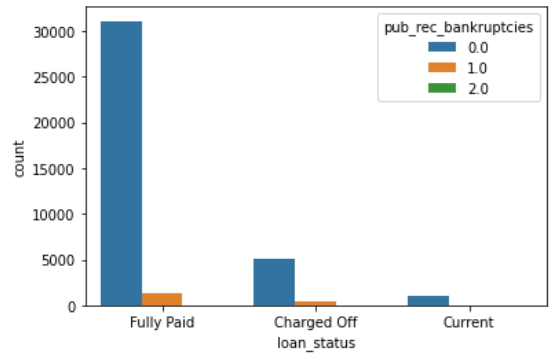 pub_rec_bankruptcies
0.0
1.0
2.0
30000
25000
20000
15000
10000
5000
0
count
Fully Paid
Charged Off
Current
loan_status